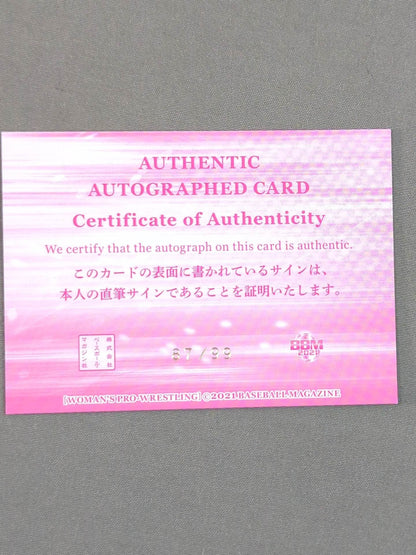 AUTHENTIC
AUTOGRAPHED CARD
Certificate of Authenticity
We certify that the autograph on this card is authentic.
このカードの表面に書かれているサインは、
本人の直筆サインであることを証明いたします。
株式会社
ベースボール
マガジン社
67/99
BBM
2021
[WOMAN'S PRO-WRESTLING] ©2021 BASEBALL MAGAZINE